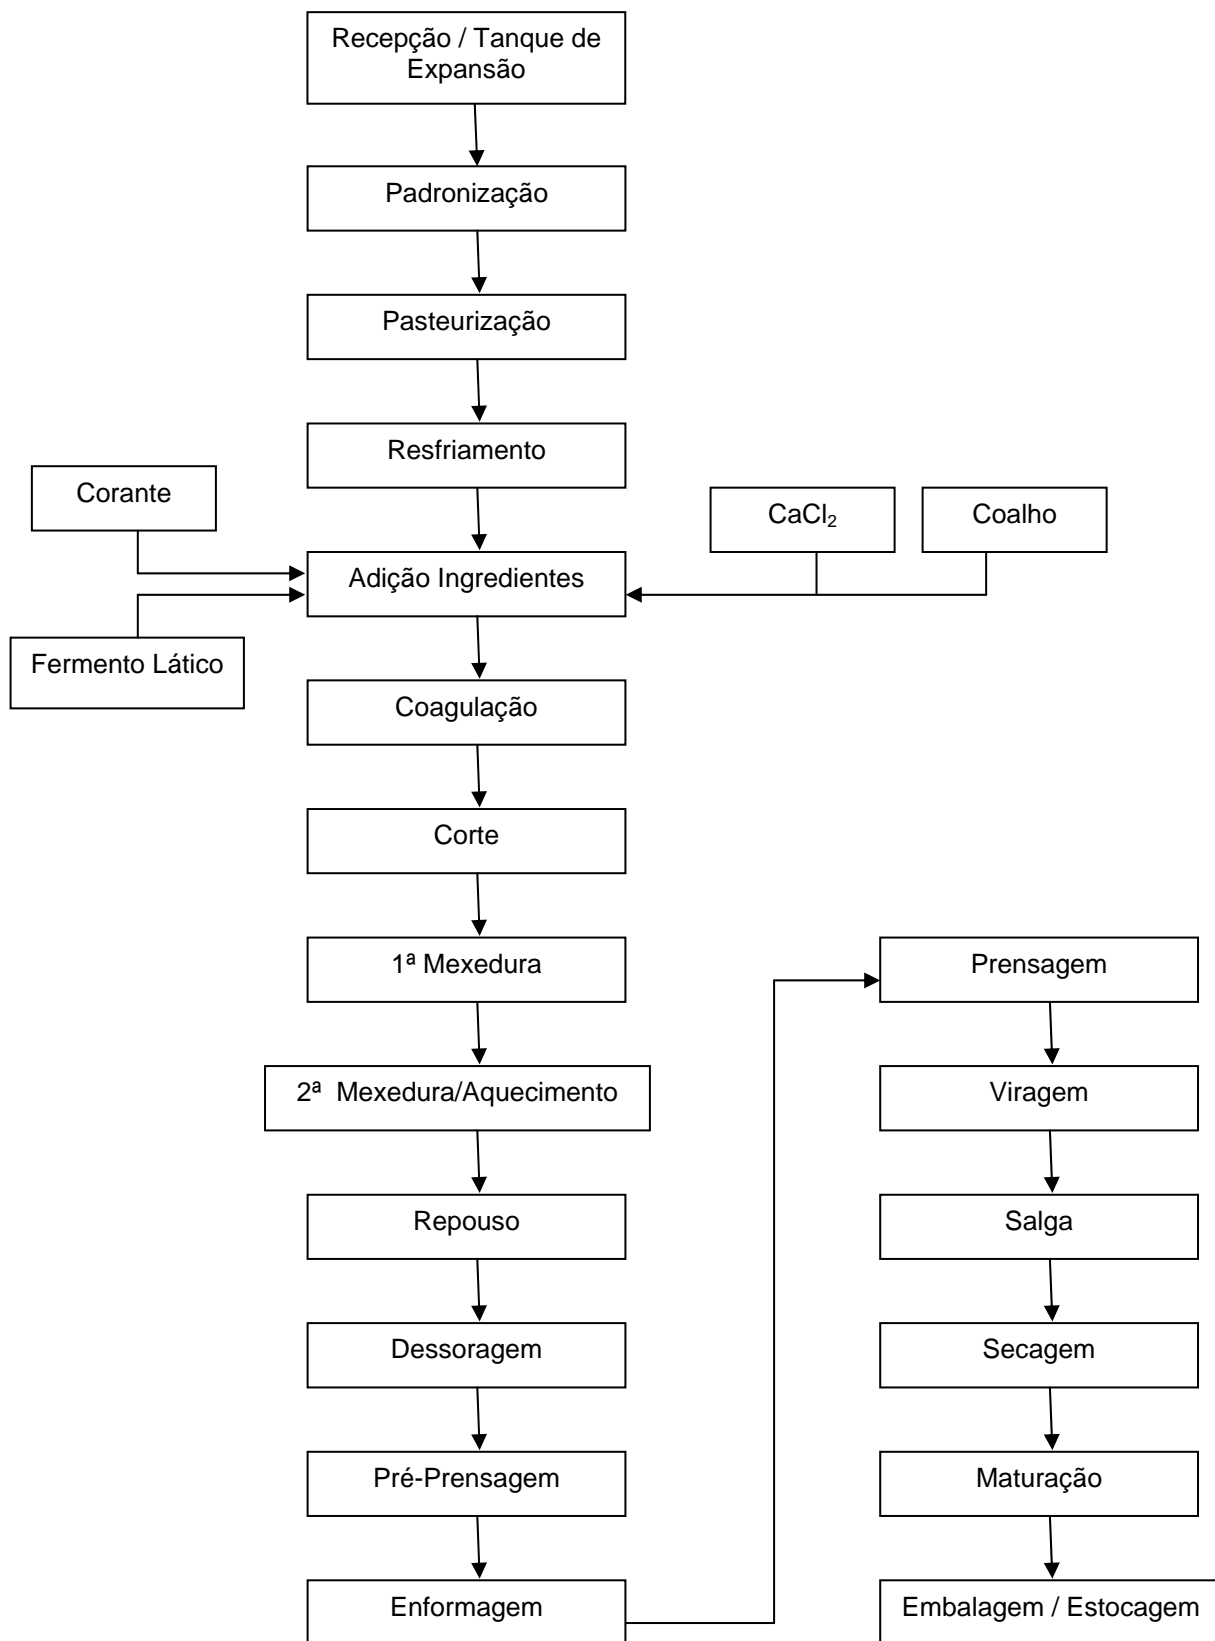 Recepção / Tanque de
Expansão
Padronização
Pasteurização
Resfriamento
Corante
CaCl₂
Coalho
Adição Ingredientes
Fermento Lático
Coagulação
Corte
1ª Mexedura
2ª Mexedura/Aquecimento
Repouso
Dessoragem
Pré-Prensagem
Enformagem
Prensagem
Viragem
Salga
Secagem
Maturação
Embalagem / Estocagem